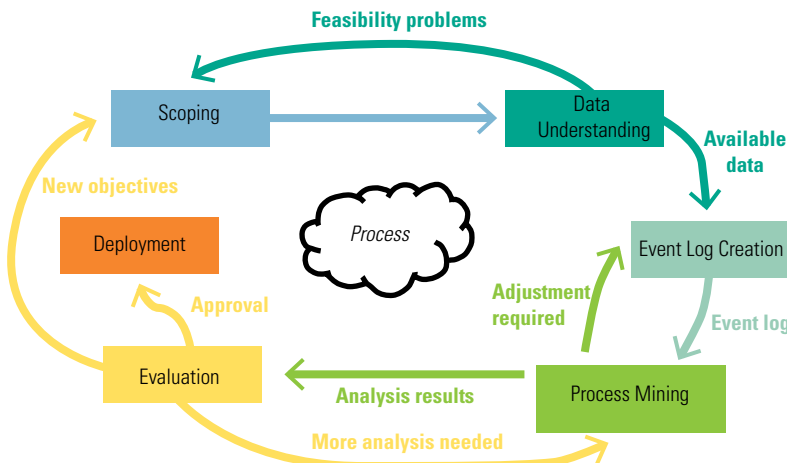 Feasibility problems
Scoping
Data
Understanding
Available
data
New objectives
Deployment
Process
Event Log Creation
Approval
Adjustment
required
Event log
Evaluation
Analysis results
Process Mining
More analysis needed